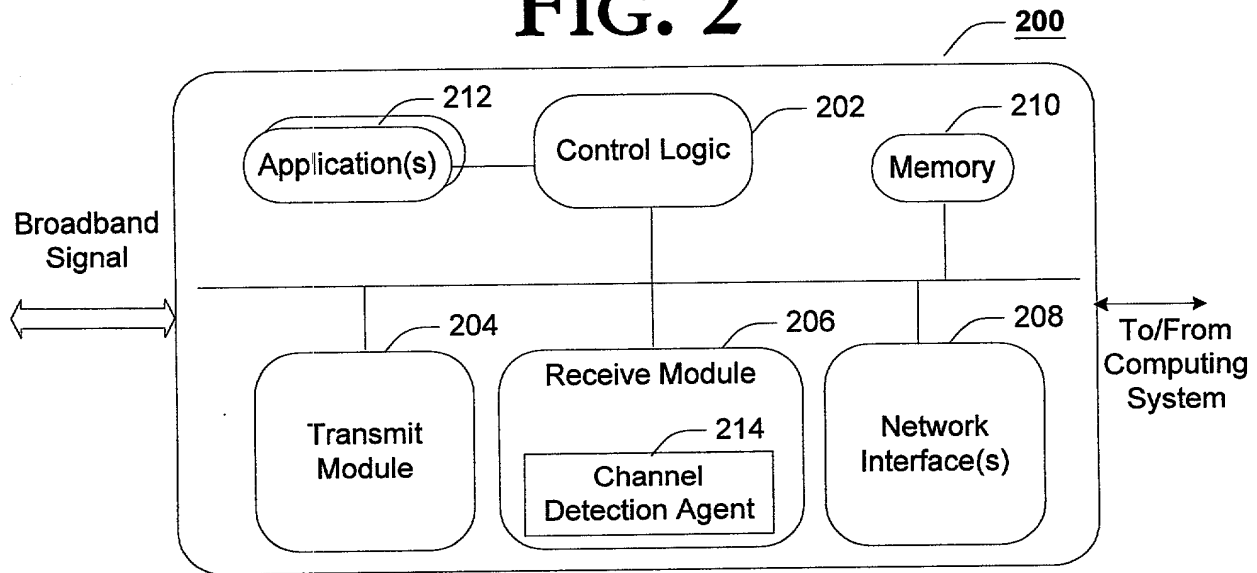 FIG. 2
200
212
202
210
Application(s)
Control Logic
Memory
Broadband
Signal
204
206
208
To/From
Computing
System
Receive Module
Transmit
Module
214
Network
Interface(s)
Channel
Detection Agent